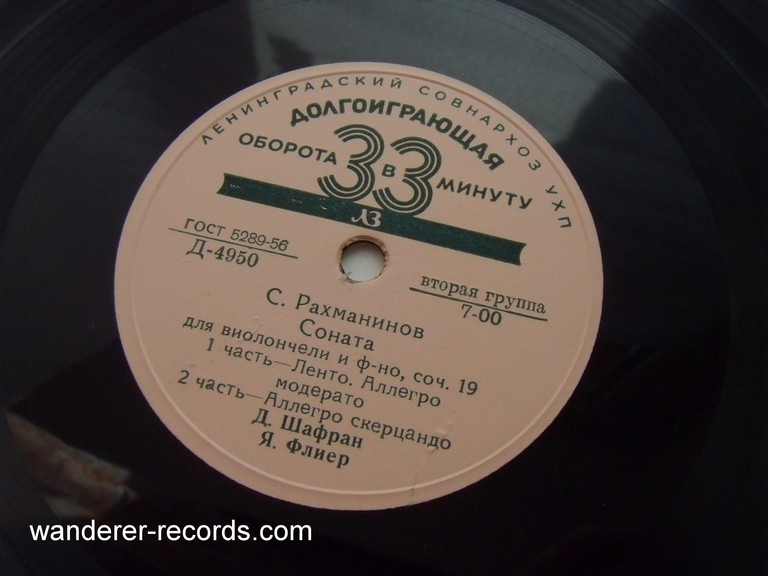 ЛЕНИНГРАДСКИЙ СОВНАРХОЗ УХП
ДОЛГОИГРАЮЩАЯ
ОБОРОТА 33 В МИНУТУ
ЛЗ
ГОСТ 5289-56
Д-4950
вторая группа
7-00
С. Рахманинов
Соната
для виолончели и ф-но, соч. 19
1 часть—Ленто. Аллегро
модерато
2 часть—Аллегро скерцандо
Д. Шафран
Я. Флиер
wanderer-records.com